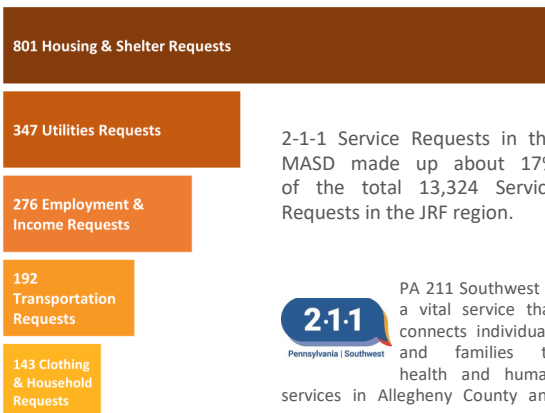 801 Housing & Shelter Requests
347 Utilities Requests
276 Employment &
Income Requests
192
Transportation
Requests
143 Clothing
& Household
Requests
2-1-1 Service Requests in
MASD made up about
of the total 13,324
Requests in the JRF region.
2·1·1
Pennsylvania | Southwest
PA 211 Southwest
a vital service
connects
and families
health and
services in Allegheny County